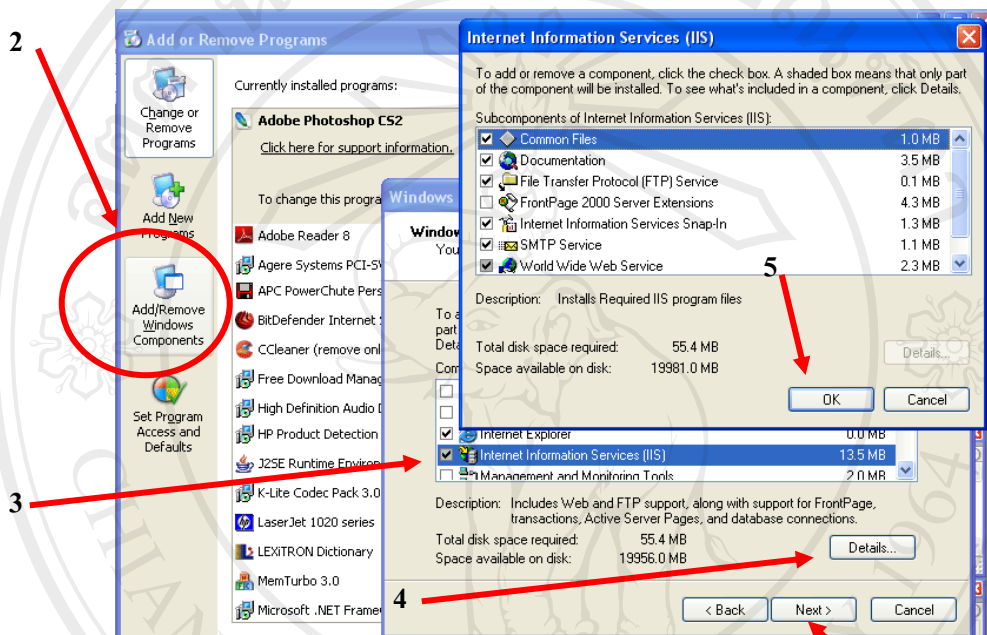 2
Add or Remove Programs
Change or
Remove
Programs
Add New
Programs
Add/Remove
Windows
Components
Set Program
Access and
Defaults
Currently installed programs:
Adobe Photoshop CS2
Click here for support information.
To change this progra
Adobe Reader 8
Agere Systems PCI-SV
APC PowerChute Pers
BitDefender Internet
CCleaner (remove onl
Free Download Manag
High Definition Audio
HP Product Detection
J2SE Runtime Environ
K-Lite Codec Pack 3.0
LaserJet 1020 series
LEXiTRON Dictionary
MemTurbo 3.0
Microsoft .NET Frame
Internet Information Services (IIS)
To add or remove a component, click the check box. A shaded box means that only part
of the component will be installed. To see what's included in a component, click Details.
Subcomponents of Internet Information Services (IIS):
Common Files 1.0 MB
Documentation 3.5 MB
File Transfer Protocol (FTP) Service 0.1 MB
FrontPage 2000 Server Extensions 4.3 MB
Internet Information Services Snap-In 1.3 MB
SMTP Service 1.1 MB
World Wide Web Service 2.3 MB
5
Description: Installs Required IIS program files
Total disk space required: 55.4 MB
Space available on disk: 19981.0 MB
Details...
OK Cancel
Windows
Window
You
To a
part
Deta
Com
Internet Explorer 0.0 MB
Internet Information Services (IIS) 13.5 MB
Management and Monitoring Tools 2.0 MB
3
Description: Includes Web and FTP support, along with support for FrontPage,
transactions, Active Server Pages, and database connections.
Total disk space required: 55.4 MB
Space available on disk: 19956.0 MB
Details...
4
< Back Next > Cancel
1964
CHIANG